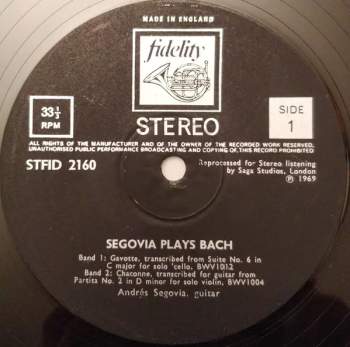 MADE IN ENGLAND
fidelity
33⅓
RPM
STEREO
SIDE
1
ALL RIGHTS OF THE MANUFACTURER AND OF THE OWNER OF THE RECORDED WORK RESERVED.
UNAUTHORISED PUBLIC PERFORMANCE BROADCASTING AND COPYING OF THIS RECORD PROHIBITED
STFID 2160
Reprocessed for Stereo listening
by Saga Studios, London
℗ 1969
SEGOVIA PLAYS BACH
Band 1: Gavotte, transcribed from Suite No. 6 in
C major for solo 'cello, BWV1012
Band 2: Chaconne, transcribed for guitar from
Partita No. 2 in D minor for solo violin, BWV1004
Andrés Segovia, guitar